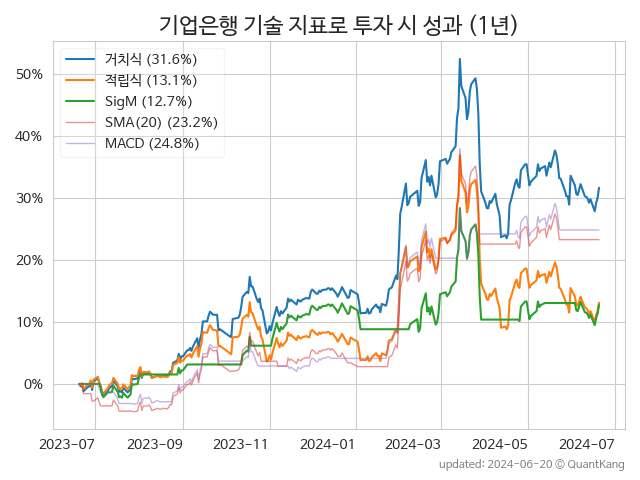 기업은행 기술 지표로 투자 시 성과 (1년)
거치식 (31.6%)
적립식 (13.1%)
SigM (12.7%)
SMA(20) (23.2%)
MACD (24.8%)
50%
40%
30%
20%
10%
0%
2023-07 2023-09 2023-11 2024-01 2024-03 2024-05 2024-07
updated: 2024-06-20 © QuantKang